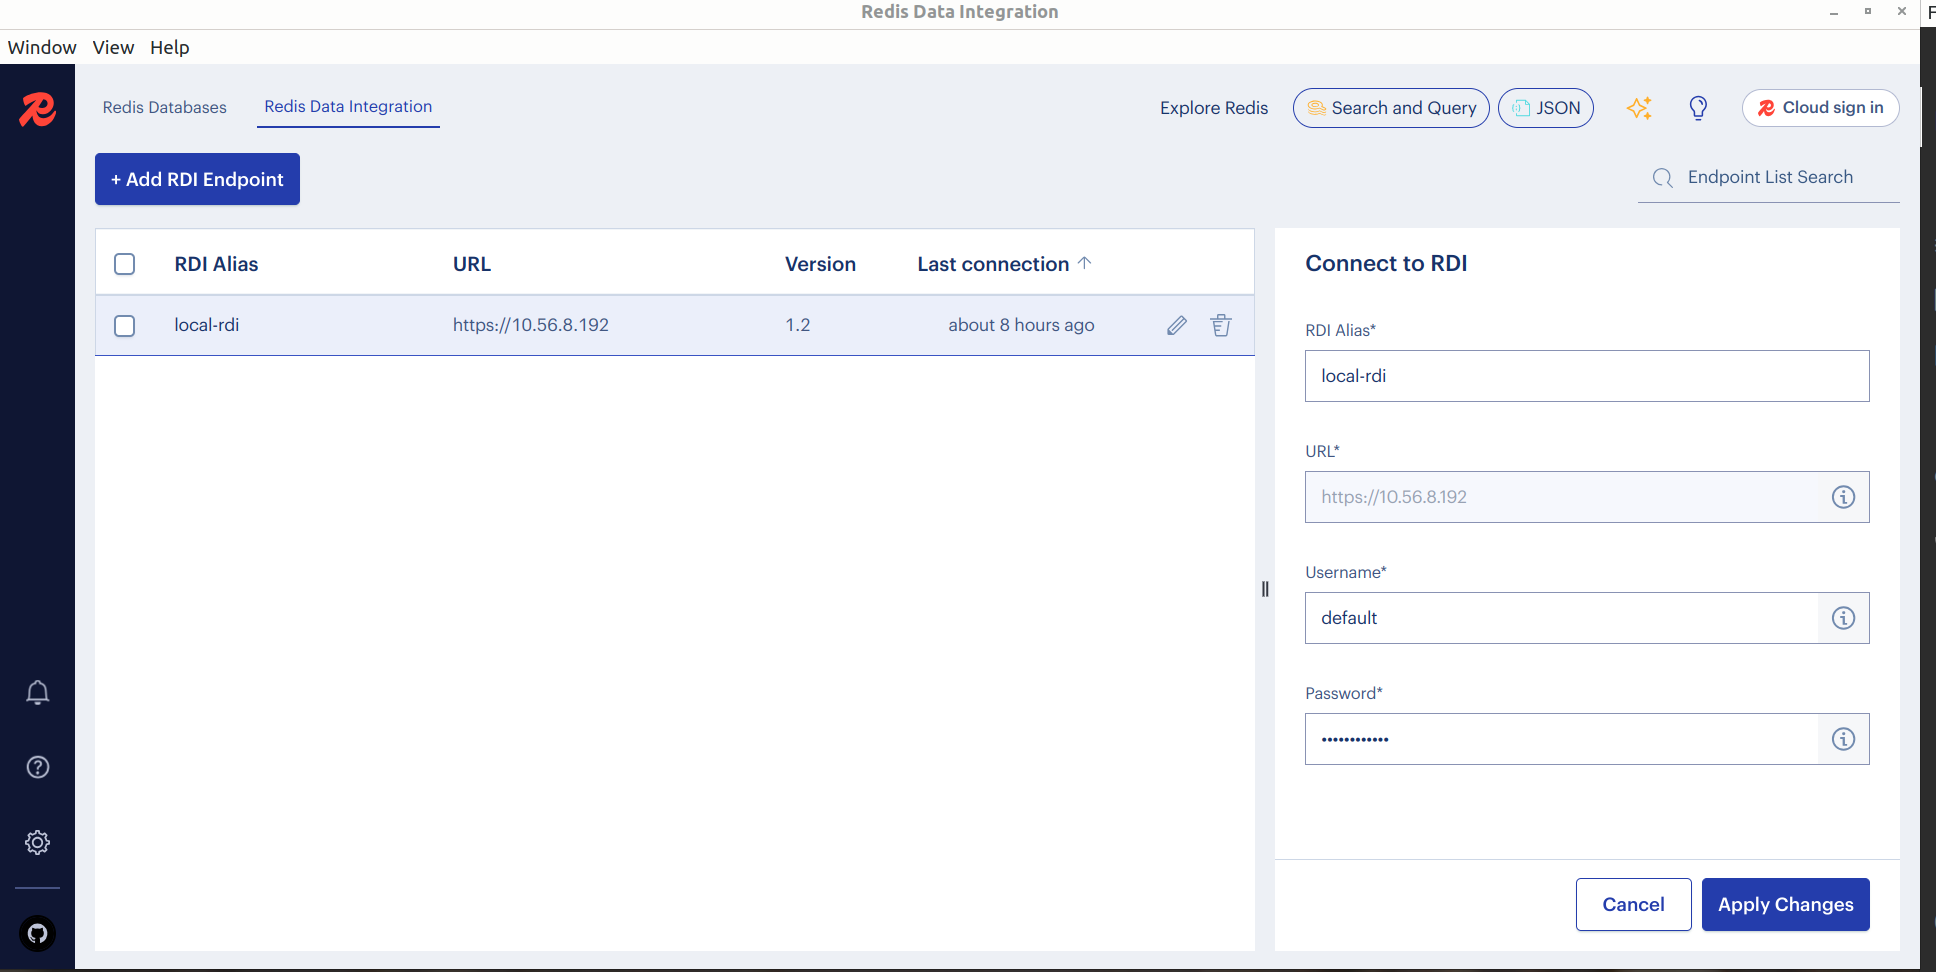 Redis Data Integration
F
Window View Help
Redis Databases Redis Data Integration Explore Redis Search and Query JSON Cloud sign in
+ Add RDI Endpoint
Endpoint List Search
RDI Alias URL Version Last connection ↑
local-rdi https://10.56.8.192 1.2 about 8 hours ago
Connect to RDI
RDI Alias*
local-rdi
URL*
https://10.56.8.192
Username*
default
Password*
••••••••••••
Cancel Apply Changes